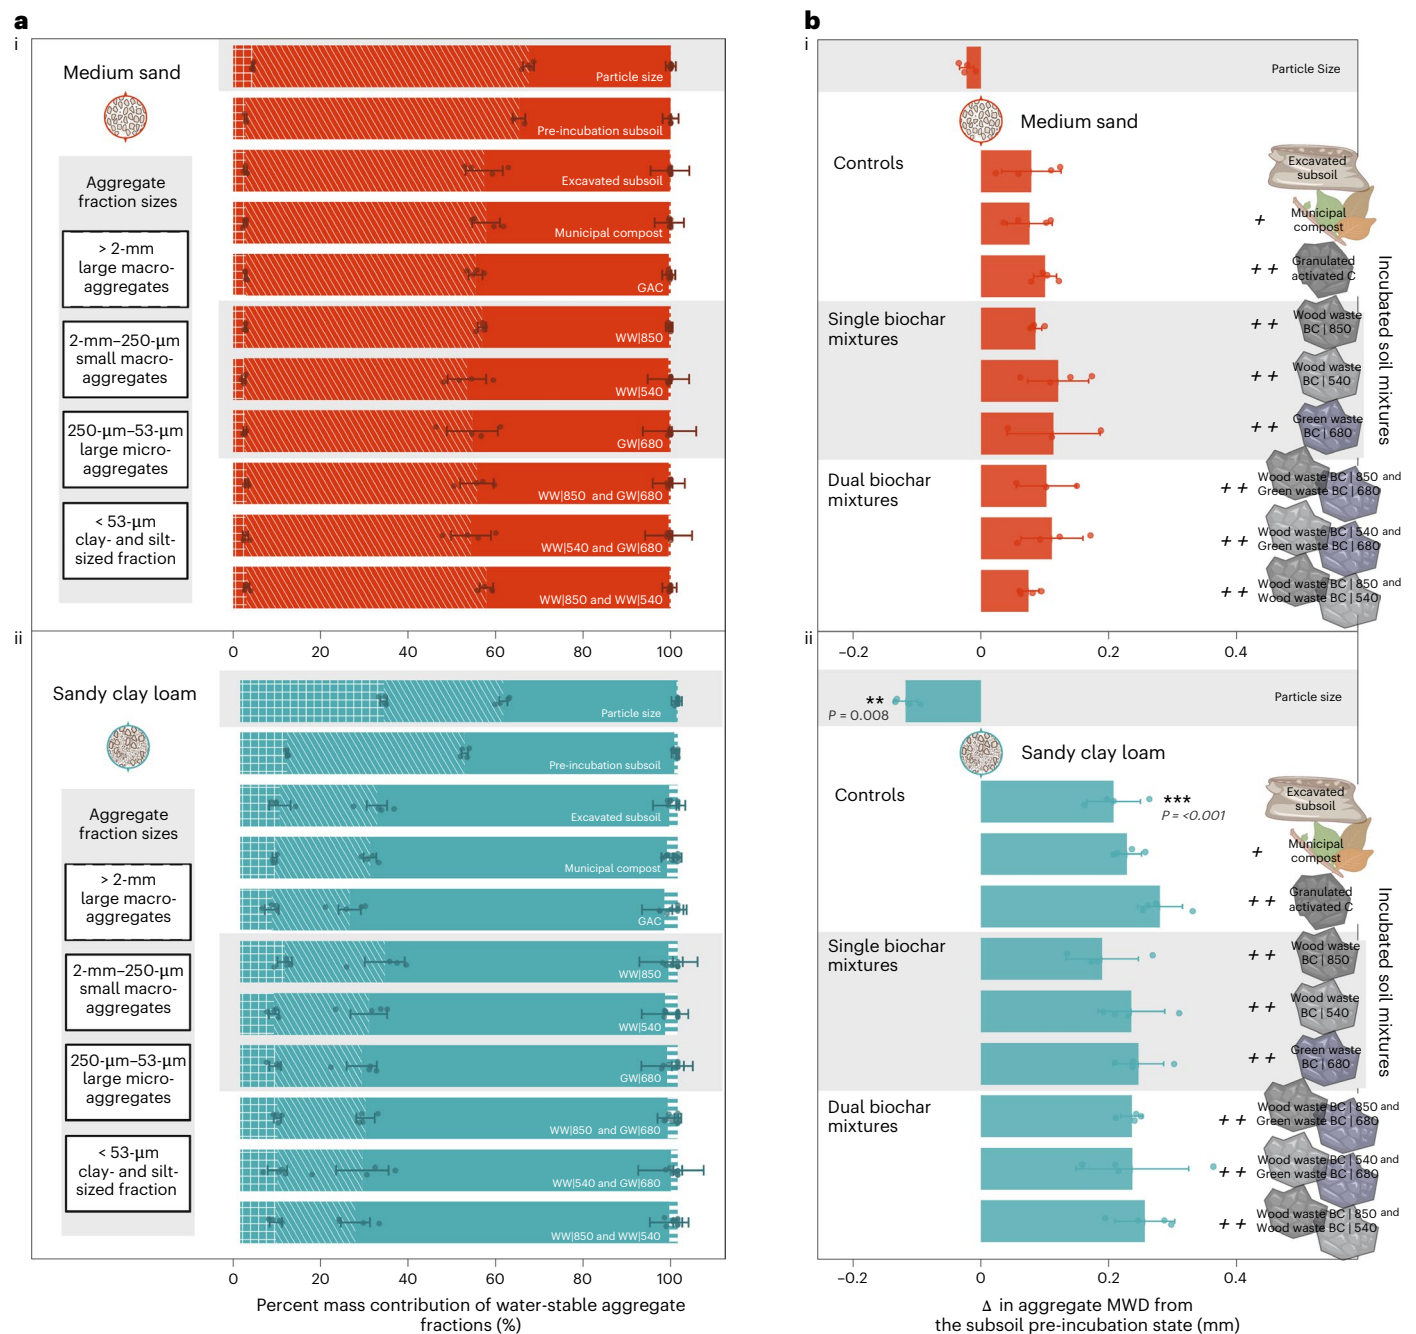 a
i
Medium sand
Aggregate
fraction sizes
> 2-mm
large macro-
aggregates
2-mm–250-µm
small macro-
aggregates
250-µm–53-µm
large micro-
aggregates
< 53-µm
clay- and silt-
sized fraction
Particle size
Pre-incubation subsoil
Excavated subsoil
Municipal compost
GAC
WW|850
WW|540
GW|680
WW|850 and GW|680
WW|540 and GW|680
WW|850 and WW|540
0 20 40 60 80 100
ii
Sandy clay loam
Aggregate
fraction sizes
> 2-mm
large macro-
aggregates
2-mm–250-µm
small macro-
aggregates
250-µm–53-µm
large micro-
aggregates
< 53-µm
clay- and silt-
sized fraction
Particle size
Pre-incubation subsoil
Excavated subsoil
Municipal compost
GAC
WW|850
WW|540
GW|680
WW|850 and GW|680
WW|540 and GW|680
WW|850 and WW|540
0 20 40 60 80 100
Percent mass contribution of water-stable aggregate
fractions (%)
b
i
Particle Size
Medium sand
Controls
Excavated
subsoil
+ Municipal
compost
++ Granulated
activated C
Single biochar
mixtures
++ Wood waste
BC | 850
++ Wood waste
BC | 540
++ Green waste
BC | 680
Dual biochar
mixtures
++ Wood waste BC | 850 and
Green waste BC | 680
++ Wood waste BC | 540 and
Green waste BC | 680
++ Wood waste BC | 850 and
Wood waste BC | 540
Incubated soil mixtures
–0.2 0 0.2 0.4
ii
Particle size
**
P = 0.008
Sandy clay loam
Controls
***
P = <0.001
Excavated
subsoil
+ Municipal
compost
++ Granulated
activated C
Single biochar
mixtures
++ Wood waste
BC | 850
++ Wood waste
BC | 540
++ Green waste
BC | 680
Dual biochar
mixtures
++ Wood waste BC | 850 and
Green waste BC | 680
++ Wood waste BC | 540 and
Green waste BC | 680
++ Wood waste BC | 850 and
Wood waste BC | 540
Incubated soil mixtures
–0.2 0 0.2 0.4
Δ in aggregate MWD from
the subsoil pre-incubation state (mm)